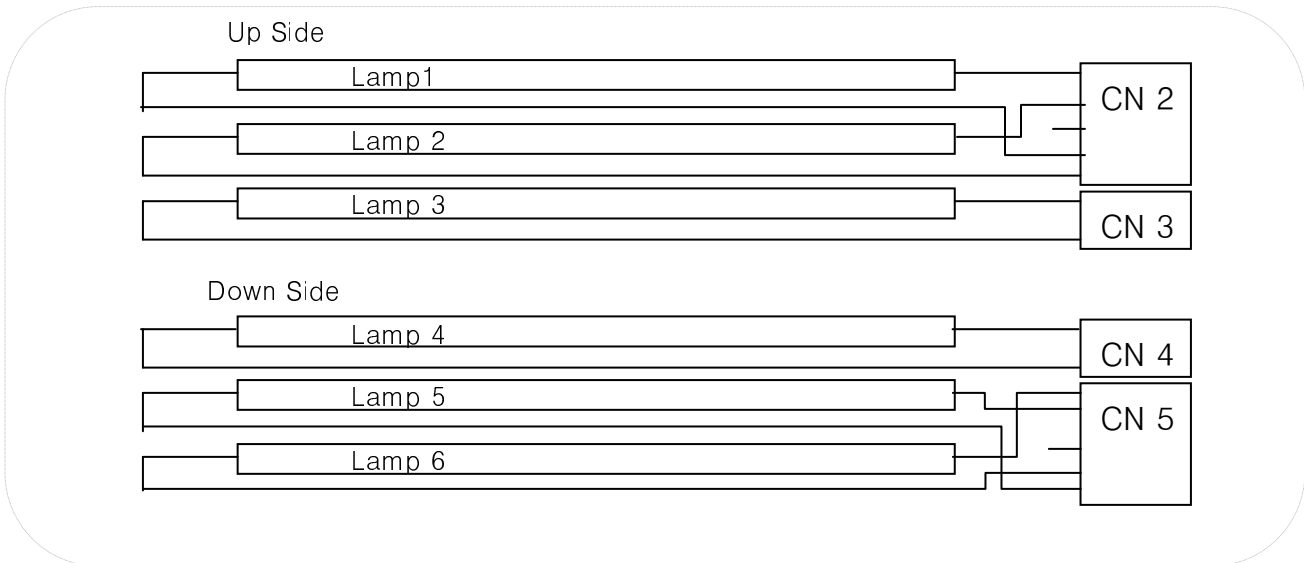 Up Side
Lamp1
CN 2
Lamp 2
Lamp 3
CN 3
Down Side
Lamp 4
CN 4
Lamp 5
CN 5
Lamp 6